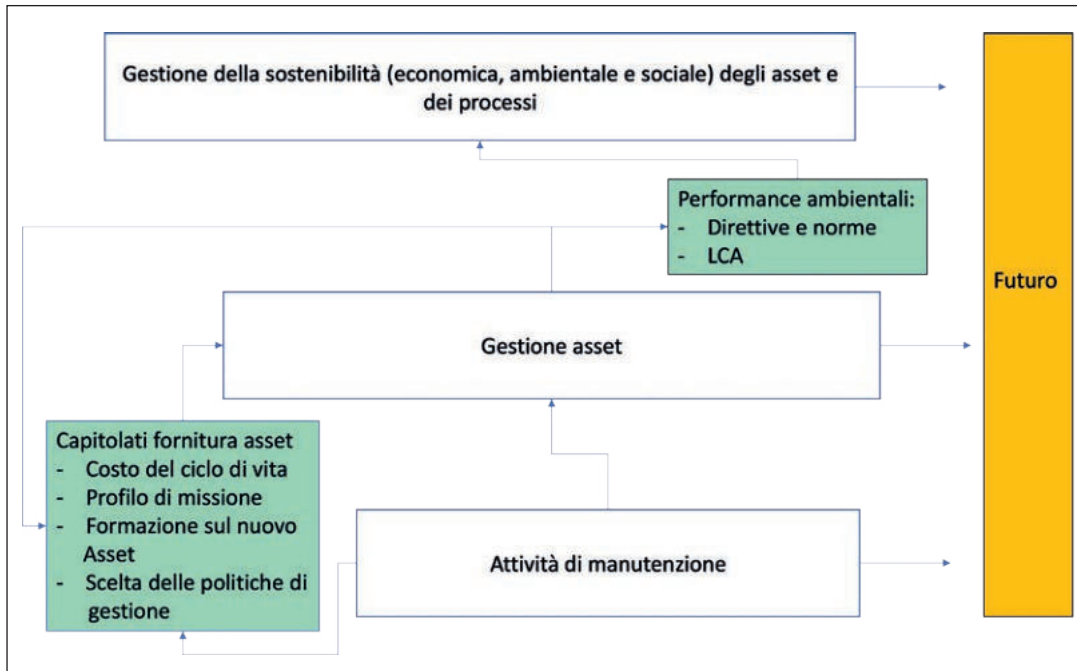 Gestione della sostenibilità (economica, ambientale e sociale) degli asset e
dei processi
Performance ambientali:
- Direttive e norme
- LCA
Futuro
Gestione asset
Capitolati fornitura asset
- Costo del ciclo di vita
- Profilo di missione
- Formazione sul nuovo
Asset
- Scelta delle politiche di
gestione
Attività di manutenzione